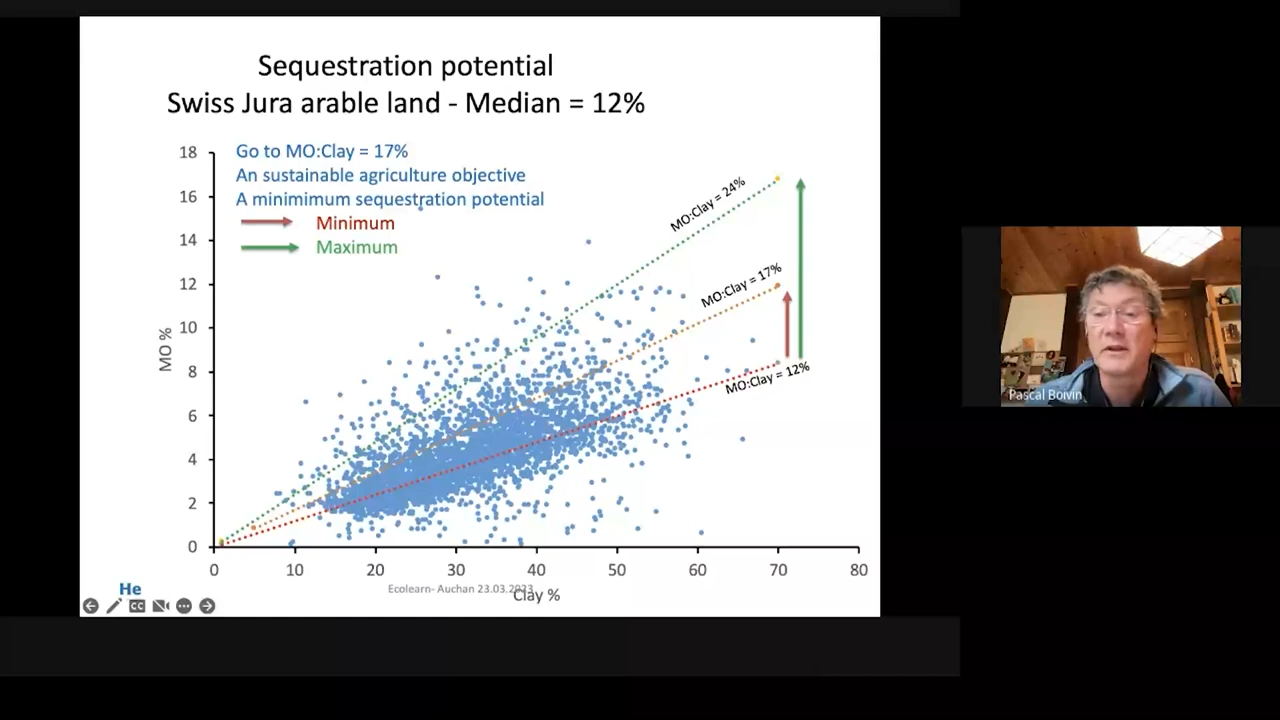 Sequestration potential
Swiss Jura arable land - Median = 12%
Go to MO:Clay = 17%
An sustainable agriculture objective
A minimimum sequestration potential
Minimum
Maximum
MO:Clay = 24%
MO:Clay = 17%
MO:Clay = 12%
MO %
18
16
14
12
10
8
6
4
2
0
0 10 20 30 40 50 60 70 80
Clay %
Ecolearn- Auchan 23.03.2023
He
CC
Pascal Boivin